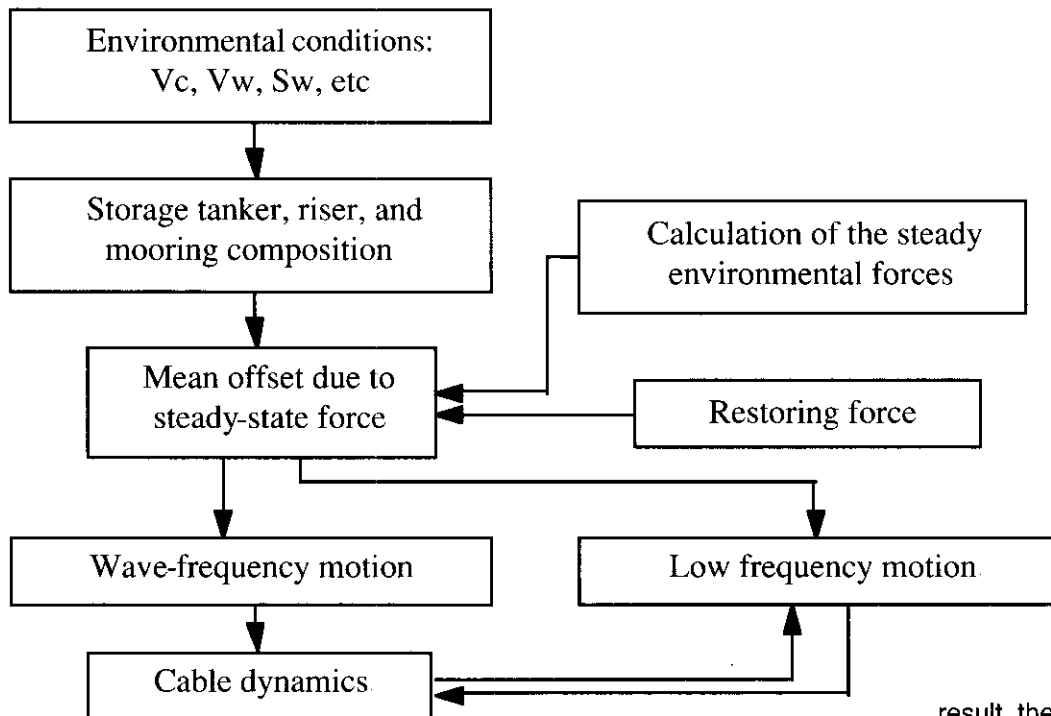 Environmental conditions:
Vc, Vw, Sw, etc
Storage tanker, riser, and
mooring composition
Calculation of the steady
environmental forces
Mean offset due to
steady-state force
Restoring force
Wave-frequency motion
Low frequency motion
Cable dynamics
result, the